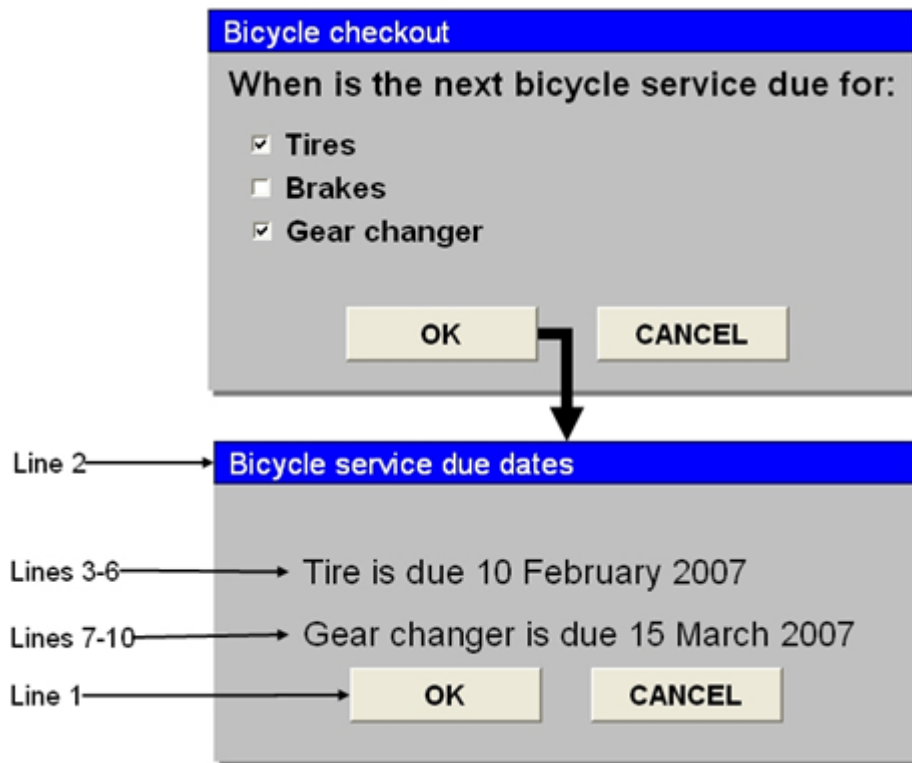 Bicycle checkout
When is the next bicycle service due for:
Tires
Brakes
Gear changer
OK CANCEL
Line 2 Bicycle service due dates
Lines 3-6 Tire is due 10 February 2007
Lines 7-10 Gear changer is due 15 March 2007
Line 1 OK CANCEL